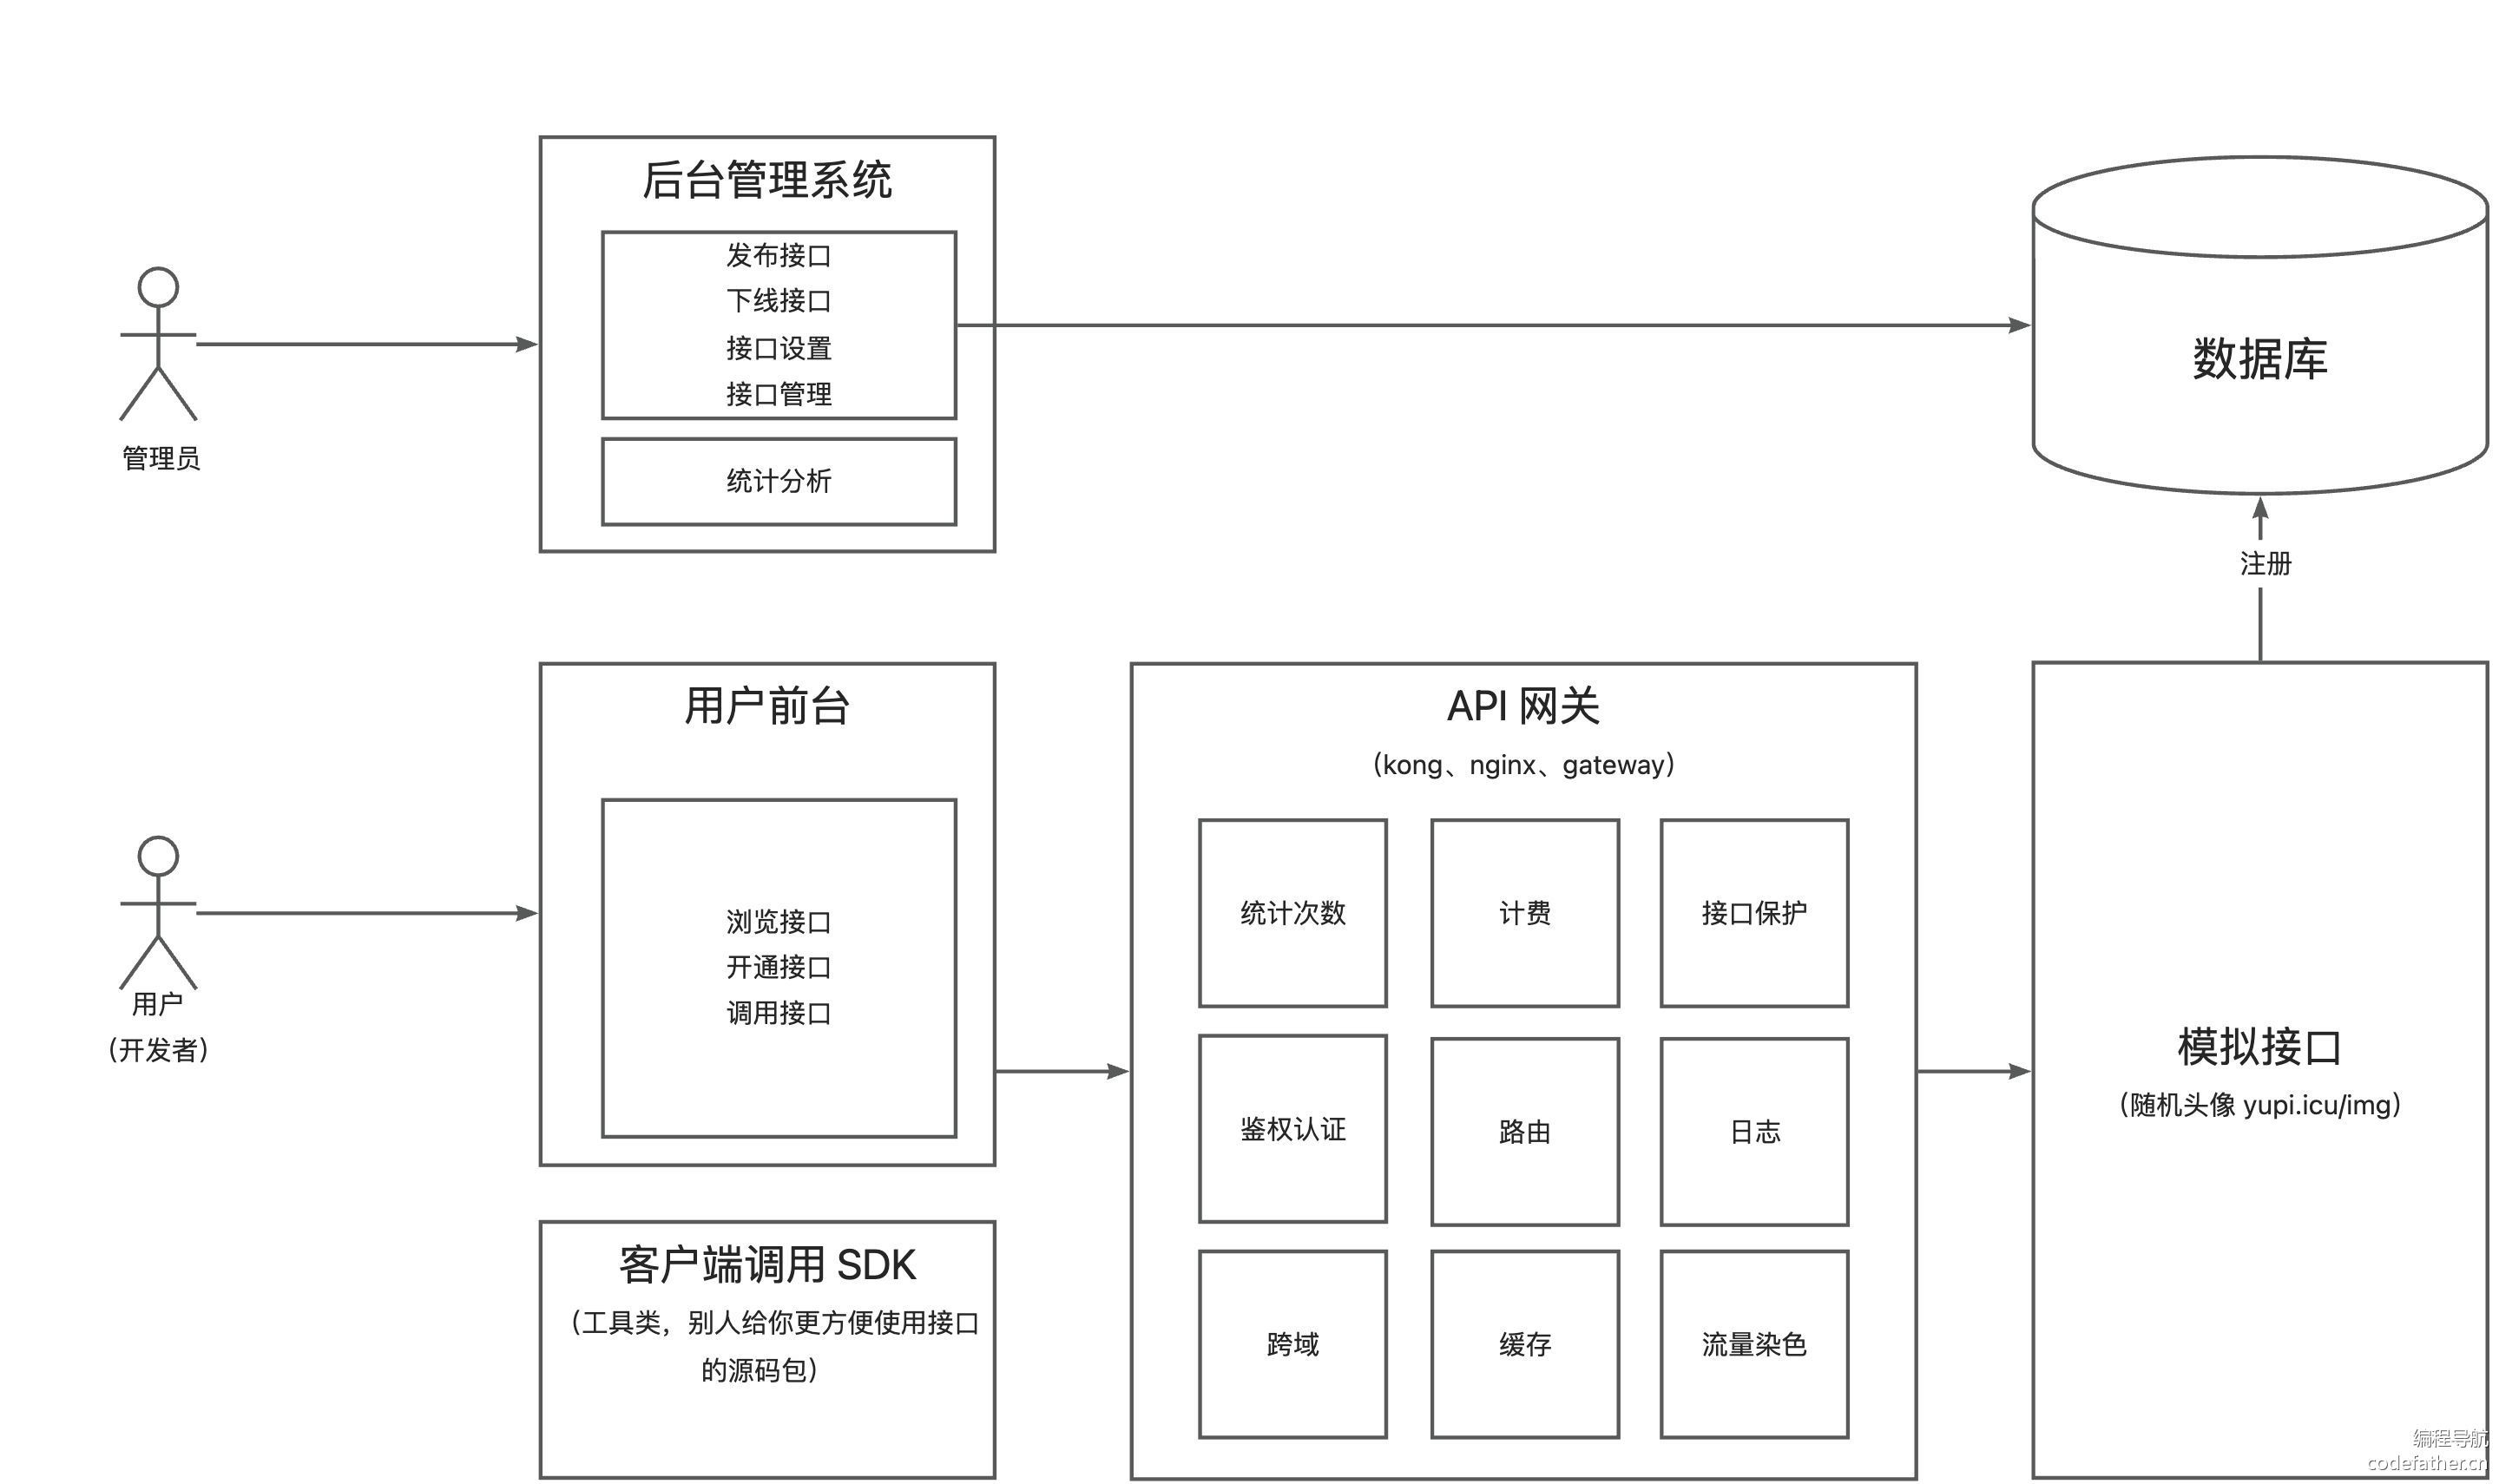 后台管理系统
发布接口
下线接口
接口设置
接口管理
统计分析
管理员
数据库
注册
用户前台
浏览接口
开通接口
调用接口
用户
（开发者）
API 网关
（kong、nginx、gateway）
统计次数
计费
接口保护
鉴权认证
路由
日志
跨域
缓存
流量染色
模拟接口
（随机头像 yupi.icu/img）
客户端调用 SDK
（工具类，别人给你更方便使用接口
的源码包）
编程导航
codefather.cn